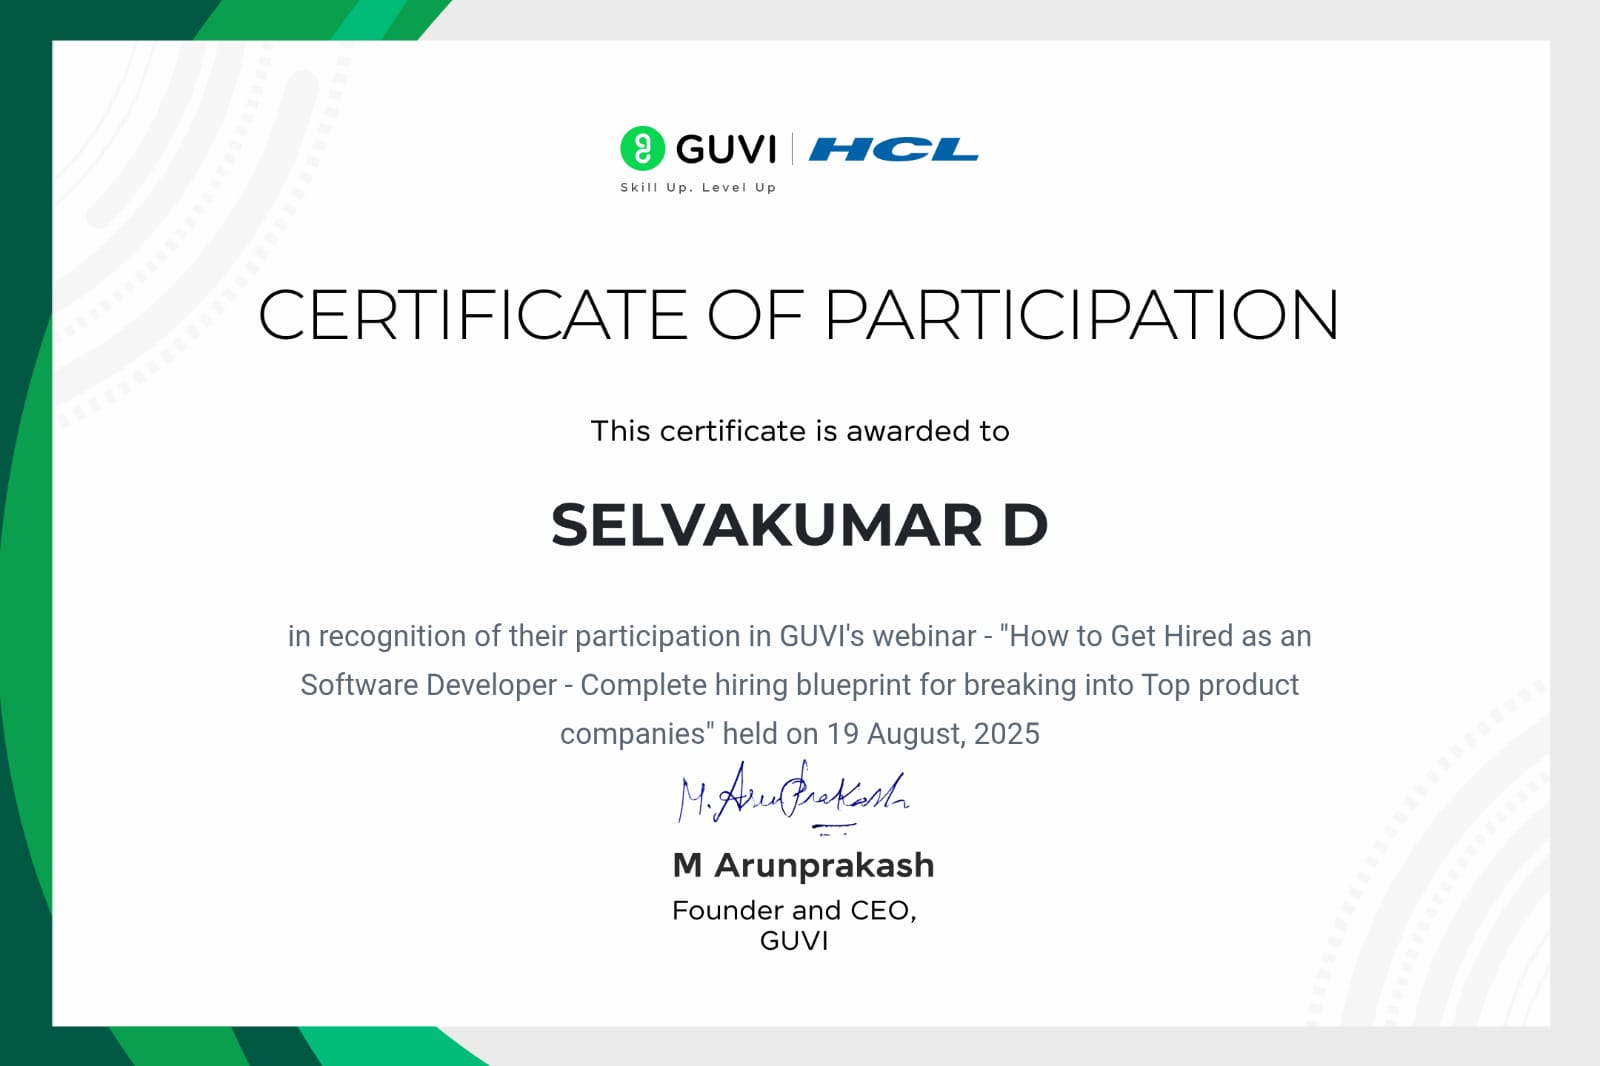 GUVI | HCL
Skill Up. Level Up
CERTIFICATE OF PARTICIPATION
This certificate is awarded to
SELVAKUMAR D
in recognition of their participation in GUVI's webinar - "How to Get Hired as an
Software Developer - Complete hiring blueprint for breaking into Top product
companies" held on 19 August, 2025
M. ArunPrakash
M Arunprakash
Founder and CEO,
GUVI